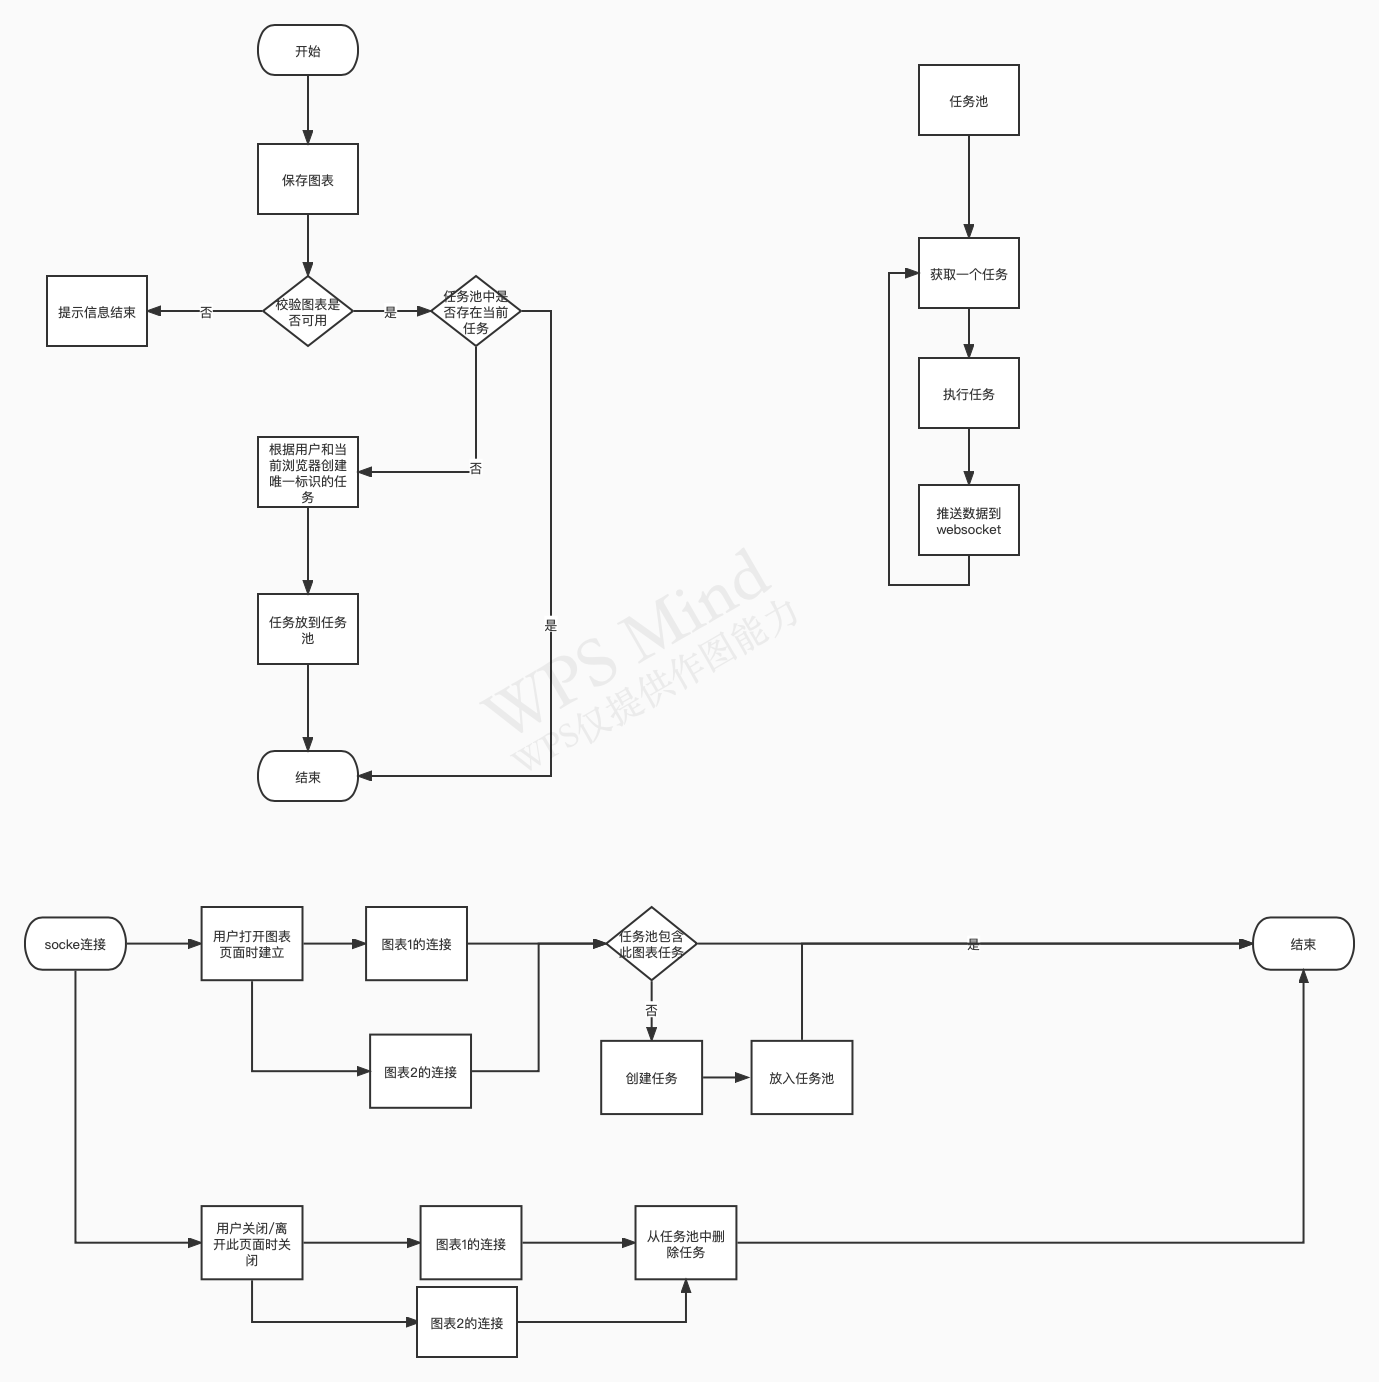 开始
保存图表
提示信息结束
否
校验图表是
否可用
是
任务池中是
否存在当前
任务
否
根据用户和当
前浏览器创建
唯一标识的任
务
任务放到任务
池
是
结束
任务池
获取一个任务
执行任务
推送数据到
websocket
WPS Mind
WPS仅提供作图能力
socke连接
用户打开图表
页面时建立
图表1的连接
图表2的连接
任务池包含
此图表任务
是
结束
否
创建任务
放入任务池
用户关闭/离
开此页面时关
闭
图表1的连接
从任务池中删
除任务
图表2的连接